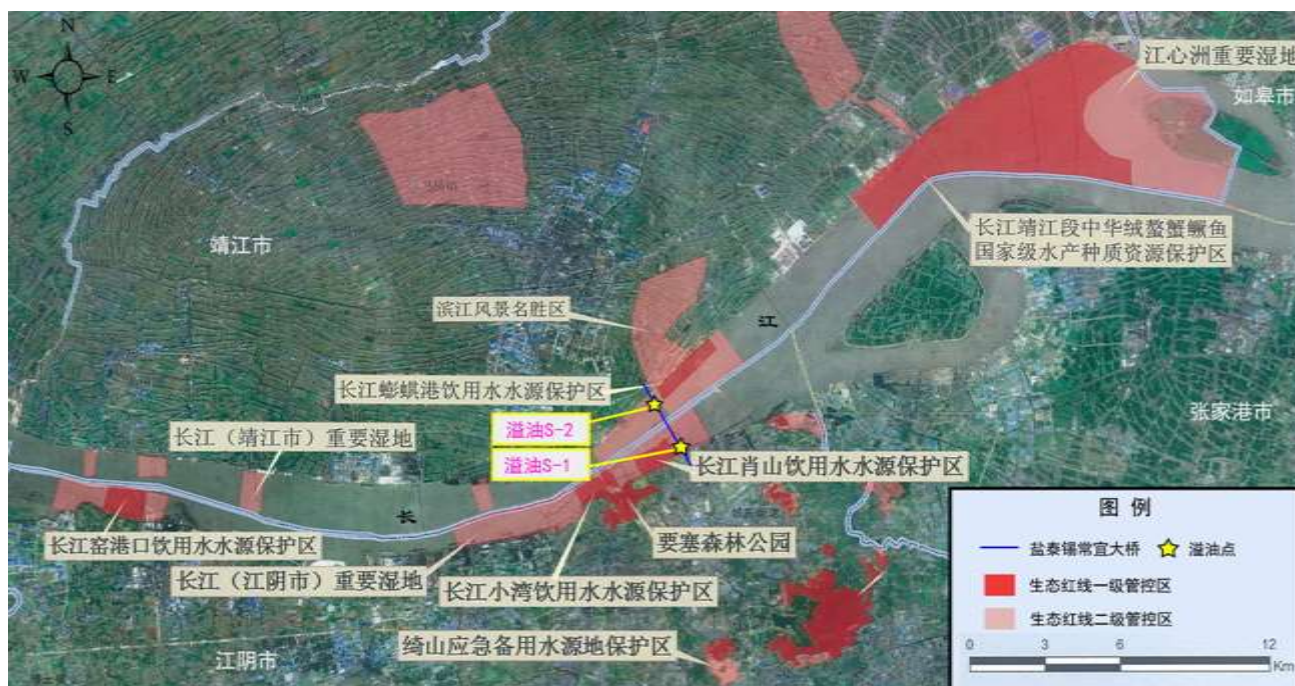 N
W
E
S
江心洲重要湿地
如皋市
靖江市
长江靖江段中华绒螯蟹鳜鱼
国家级水产种质资源保护区
滨江风景名胜区
江
长江蟛蜞港饮用水水源保护区
张家港市
溢油S-2
长江（靖江市）重要湿地
溢油S-1
长江肖山饮用水水源保护区
长
长江窑港口饮用水水源保护区
要塞森林公园
长江（江阴市）重要湿地
长江小湾饮用水水源保护区
绮山应急备用水源地保护区
江阴市
图 例
盐泰锡常宜大桥
溢油点
生态红线一级管控区
生态红线二级管控区
0 3 6 12
Km